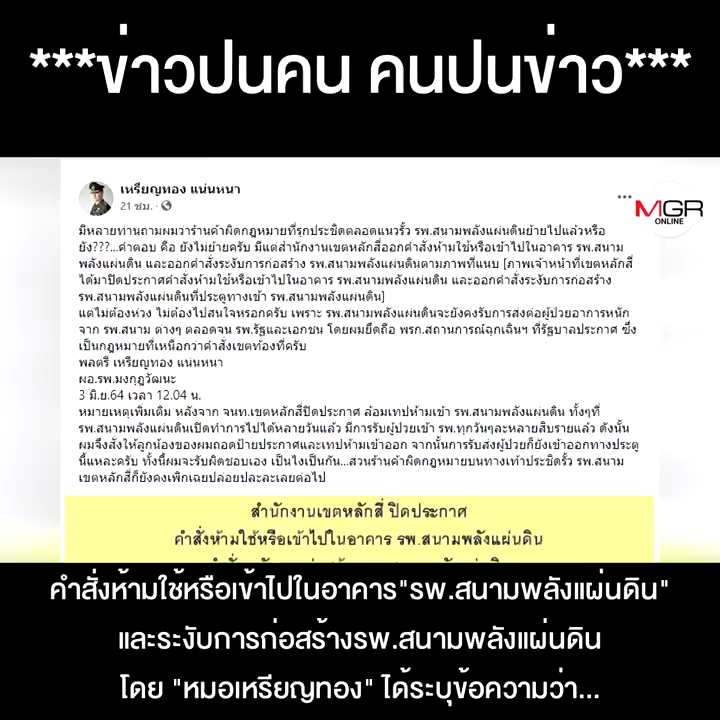 ***ข่าวปนคน คนปนข่าว***
เหรียญทอง แน่นหนา
21 ชม.
MGR
ONLINE
มีหลายท่านถามผมว่าร้านค้าผิดกฎหมายที่รุกประชิดตลอดแนวรั้ว รพ.สนามพลังแผ่นดินย้ายไปแล้วหรือ
ยัง???...คำตอบ คือ ยังไม่ย้ายครับ มีแต่สำนักงานเขตหลักสี่ออกคำสั่งห้ามใช้หรือเข้าไปในอาคาร รพ.สนาม
พลังแผ่นดิน และออกคำสั่งระงับการก่อสร้าง รพ.สนามพลังแผ่นดินตามภาพที่แนบ [ภาพเจ้าหน้าที่เขตหลักสี่
ได้มาปิดประกาศคำสั่งห้ามใช้หรือเข้าไปในอาคาร รพ.สนามพลังแผ่นดิน และออกคำสั่งระงับการก่อสร้าง
รพ.สนามพลังแผ่นดินที่ประตูทางเข้า รพ.สนามพลังแผ่นดิน]
แต่ไม่ต้องห่วง ไม่ต้องไปสนใจหรอกครับ เพราะ รพ.สนามพลังแผ่นดินจะยังคงรับการส่งต่อผู้ป่วยอาการหนัก
จาก รพ.สนาม ต่างๆ ตลอดจน รพ.รัฐและเอกชน โดยผมยึดถือ พรก.สถานการณ์ฉุกเฉินฯ ที่รัฐบาลประกาศ ซึ่ง
เป็นกฎหมายที่เหนือกว่าคำสั่งเขตท้องที่ครับ
พลตรี เหรียญทอง แน่นหนา
ผอ.รพ.มงกุฎวัฒนะ
3 มิ.ย.64 เวลา 12.04 น.
หมายเหตุเพิ่มเติม หลังจาก จนท.เขตหลักสี่ปิดประกาศ ล้อมเทปห้ามเข้า รพ.สนามพลังแผ่นดิน ทั้งๆที่
รพ.สนามพลังแผ่นดินเปิดทำการไปได้หลายวันแล้ว มีการรับผู้ป่วยเข้า รพ.ทุกวันๆละหลายสิบรายแล้ว ดังนั้น
ผมจึงสั่งให้ลูกน้องของผมถอดป้ายประกาศและเทปห้ามเข้าออก จากนั้นการรับส่งผู้ป่วยก็ยังเข้าออกทางประตู
นี้แหละครับ ทั้งนี้ผมจะรับผิดชอบเอง เป็นไงเป็นกัน...ส่วนร้านค้าผิดกฎหมายบนทางเท้าประชิดรั้ว รพ.สนาม
เขตหลักสี่ก็ยังคงเพิกเฉยปล่อยปละละเลยต่อไป
สำนักงานเขตหลักสี่ ปิดประกาศ
คำสั่งห้ามใช้หรือเข้าไปในอาคาร รพ.สนามพลังแผ่นดิน
คำสั่งห้ามใช้หรือเข้าไปในอาคาร"รพ.สนามพลังแผ่นดิน"
และระงับการก่อสร้างรพ.สนามพลังแผ่นดิน
โดย "หมอเหรียญทอง" ได้ระบุข้อความว่า...